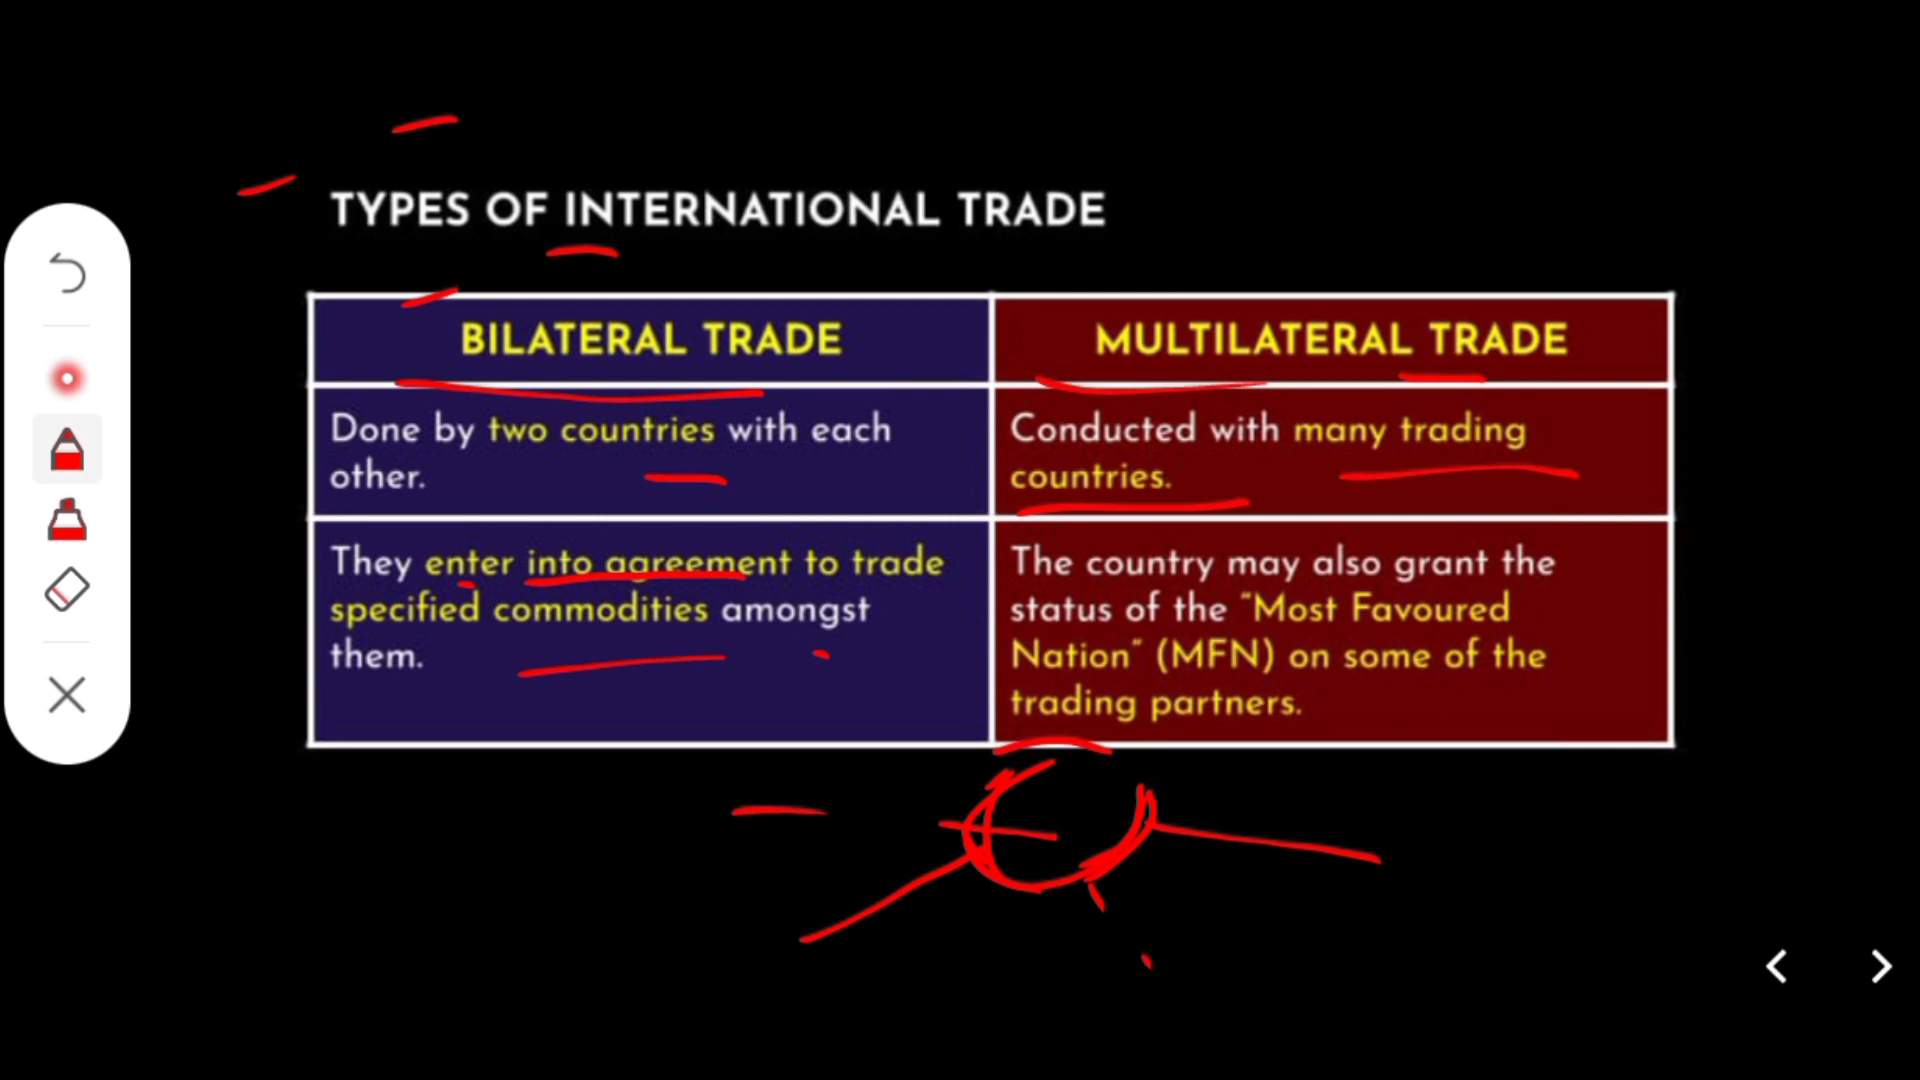 TYPES OF INTERNATIONAL TRADE
BILATERAL TRADE
Done by two countries with each
other.
They enter into agreement to trade
specified commodities amongst
them.
MULTILATERAL TRADE
Conducted with many trading
countries.
The country may also grant the
status of the “Most Favoured
Nation” (MFN) on some of the
trading partners.